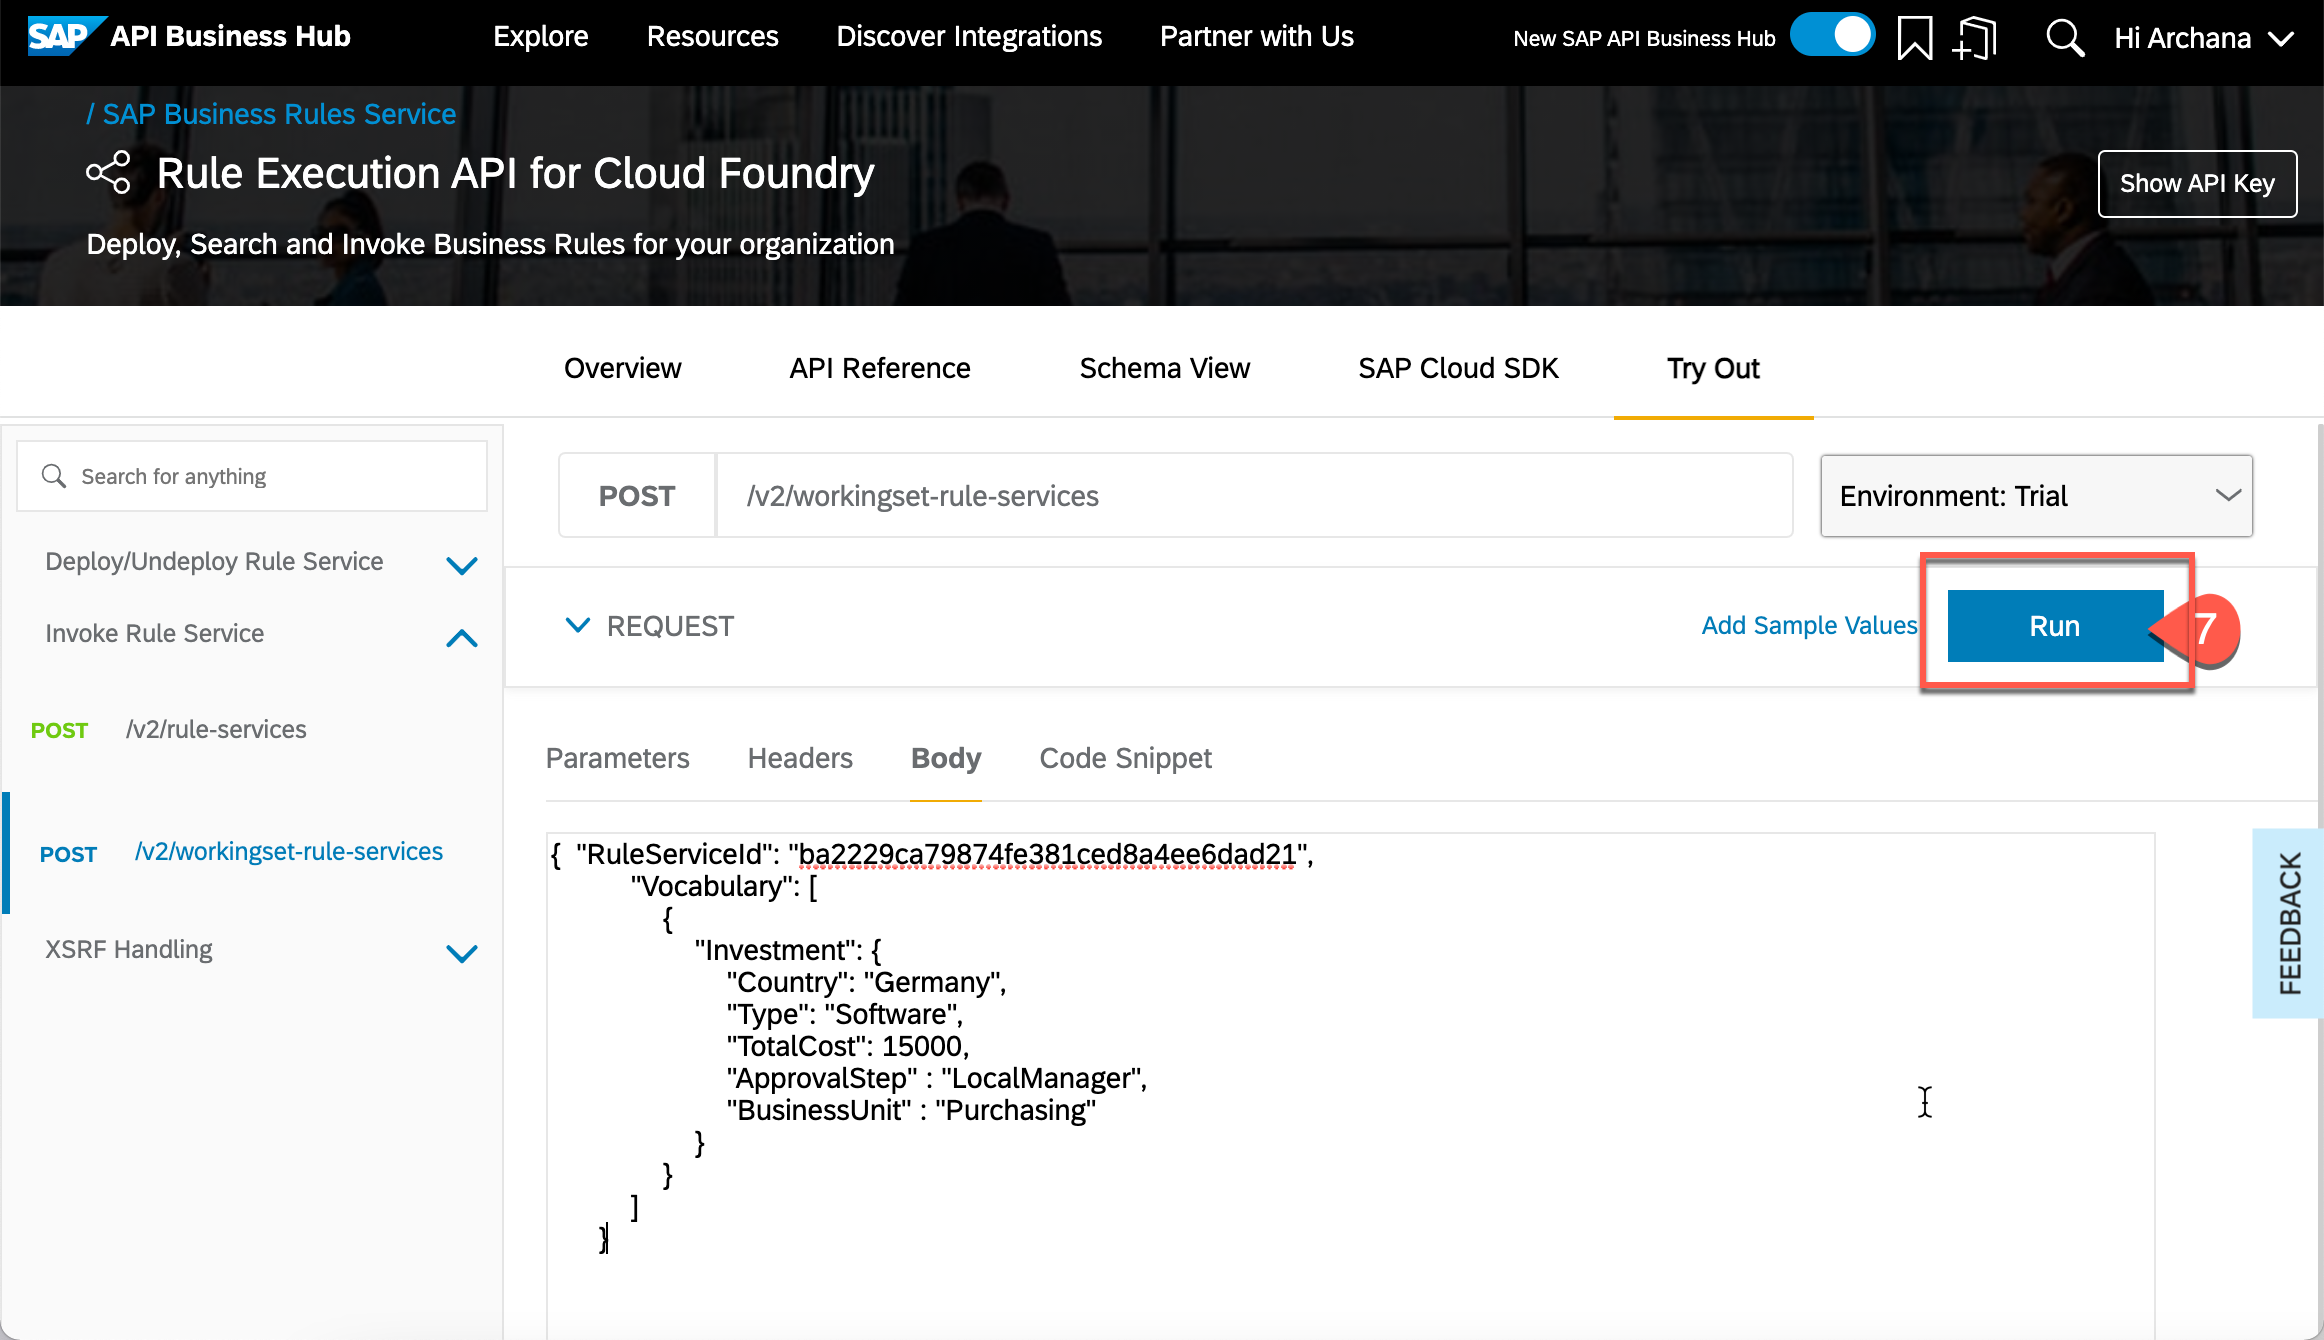 SAP API Business Hub
Explore
Resources
Discover Integrations
Partner with Us
New SAP API Business Hub
Hi Archana
/ SAP Business Rules Service
Rule Execution API for Cloud Foundry
Show API Key
Deploy, Search and Invoke Business Rules for your organization
Overview
API Reference
Schema View
SAP Cloud SDK
Try Out
Search for anything
Deploy/Undeploy Rule Service
Invoke Rule Service
POST /v2/rule-services
POST /v2/workingset-rule-services
XSRF Handling
POST /v2/workingset-rule-services
Environment: Trial
REQUEST
Add Sample Values
Run
7
Parameters
Headers
Body
Code Snippet
{ "RuleServiceId": "ba2229ca79874fe381ced8a4ee6dad21",
"Vocabulary": [
{
"Investment": {
"Country": "Germany",
"Type": "Software",
"TotalCost": 15000,
"ApprovalStep" : "LocalManager",
"BusinessUnit" : "Purchasing"
}
}
]
}
FEEDBACK